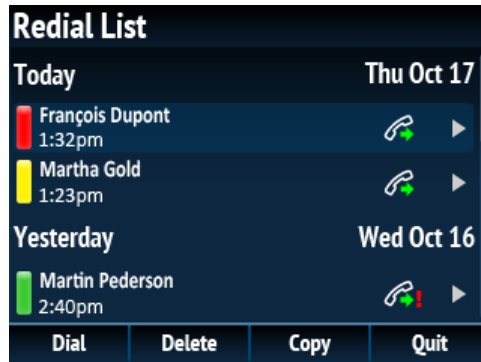 Redial List
Today Thu Oct 17
François Dupont
1:32pm
Martha Gold
1:23pm
Yesterday Wed Oct 16
Martin Pederson
2:40pm
Dial Delete Copy Quit